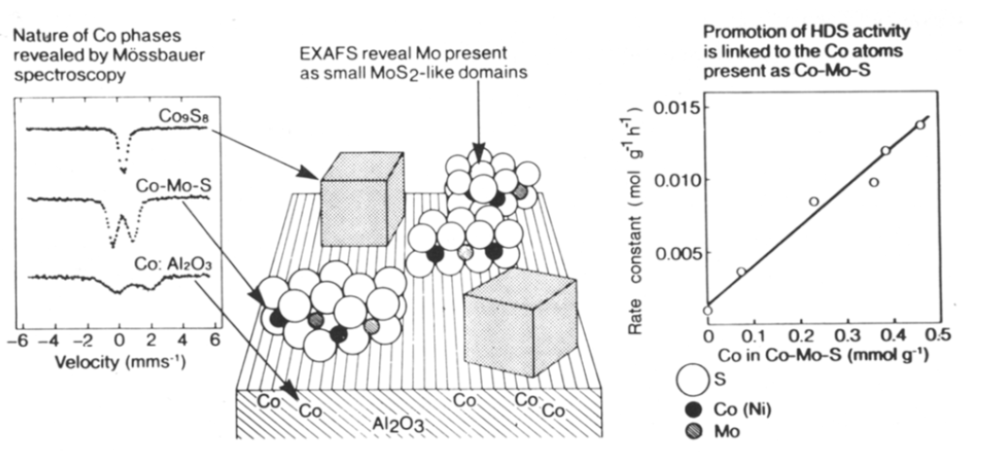 Nature of Co phases
revealed by Mössbauer
spectroscopy
Co9S8
Co-Mo-S
Co: Al2O3
-6 -4 -2 0 2 4 6
Velocity (mms-1)
EXAFS reveal Mo present
as small MoS2-like domains
Co Co Co Co Co
Al2O3
Promotion of HDS activity
is linked to the Co atoms
present as Co-Mo-S
Rate constant (mol g-1 h-1)
0.015
0.010
0.005
0 0.1 0.2 0.3 0.4 0.5
Co in Co-Mo-S (mmol g-1)
S
Co (Ni)
Mo